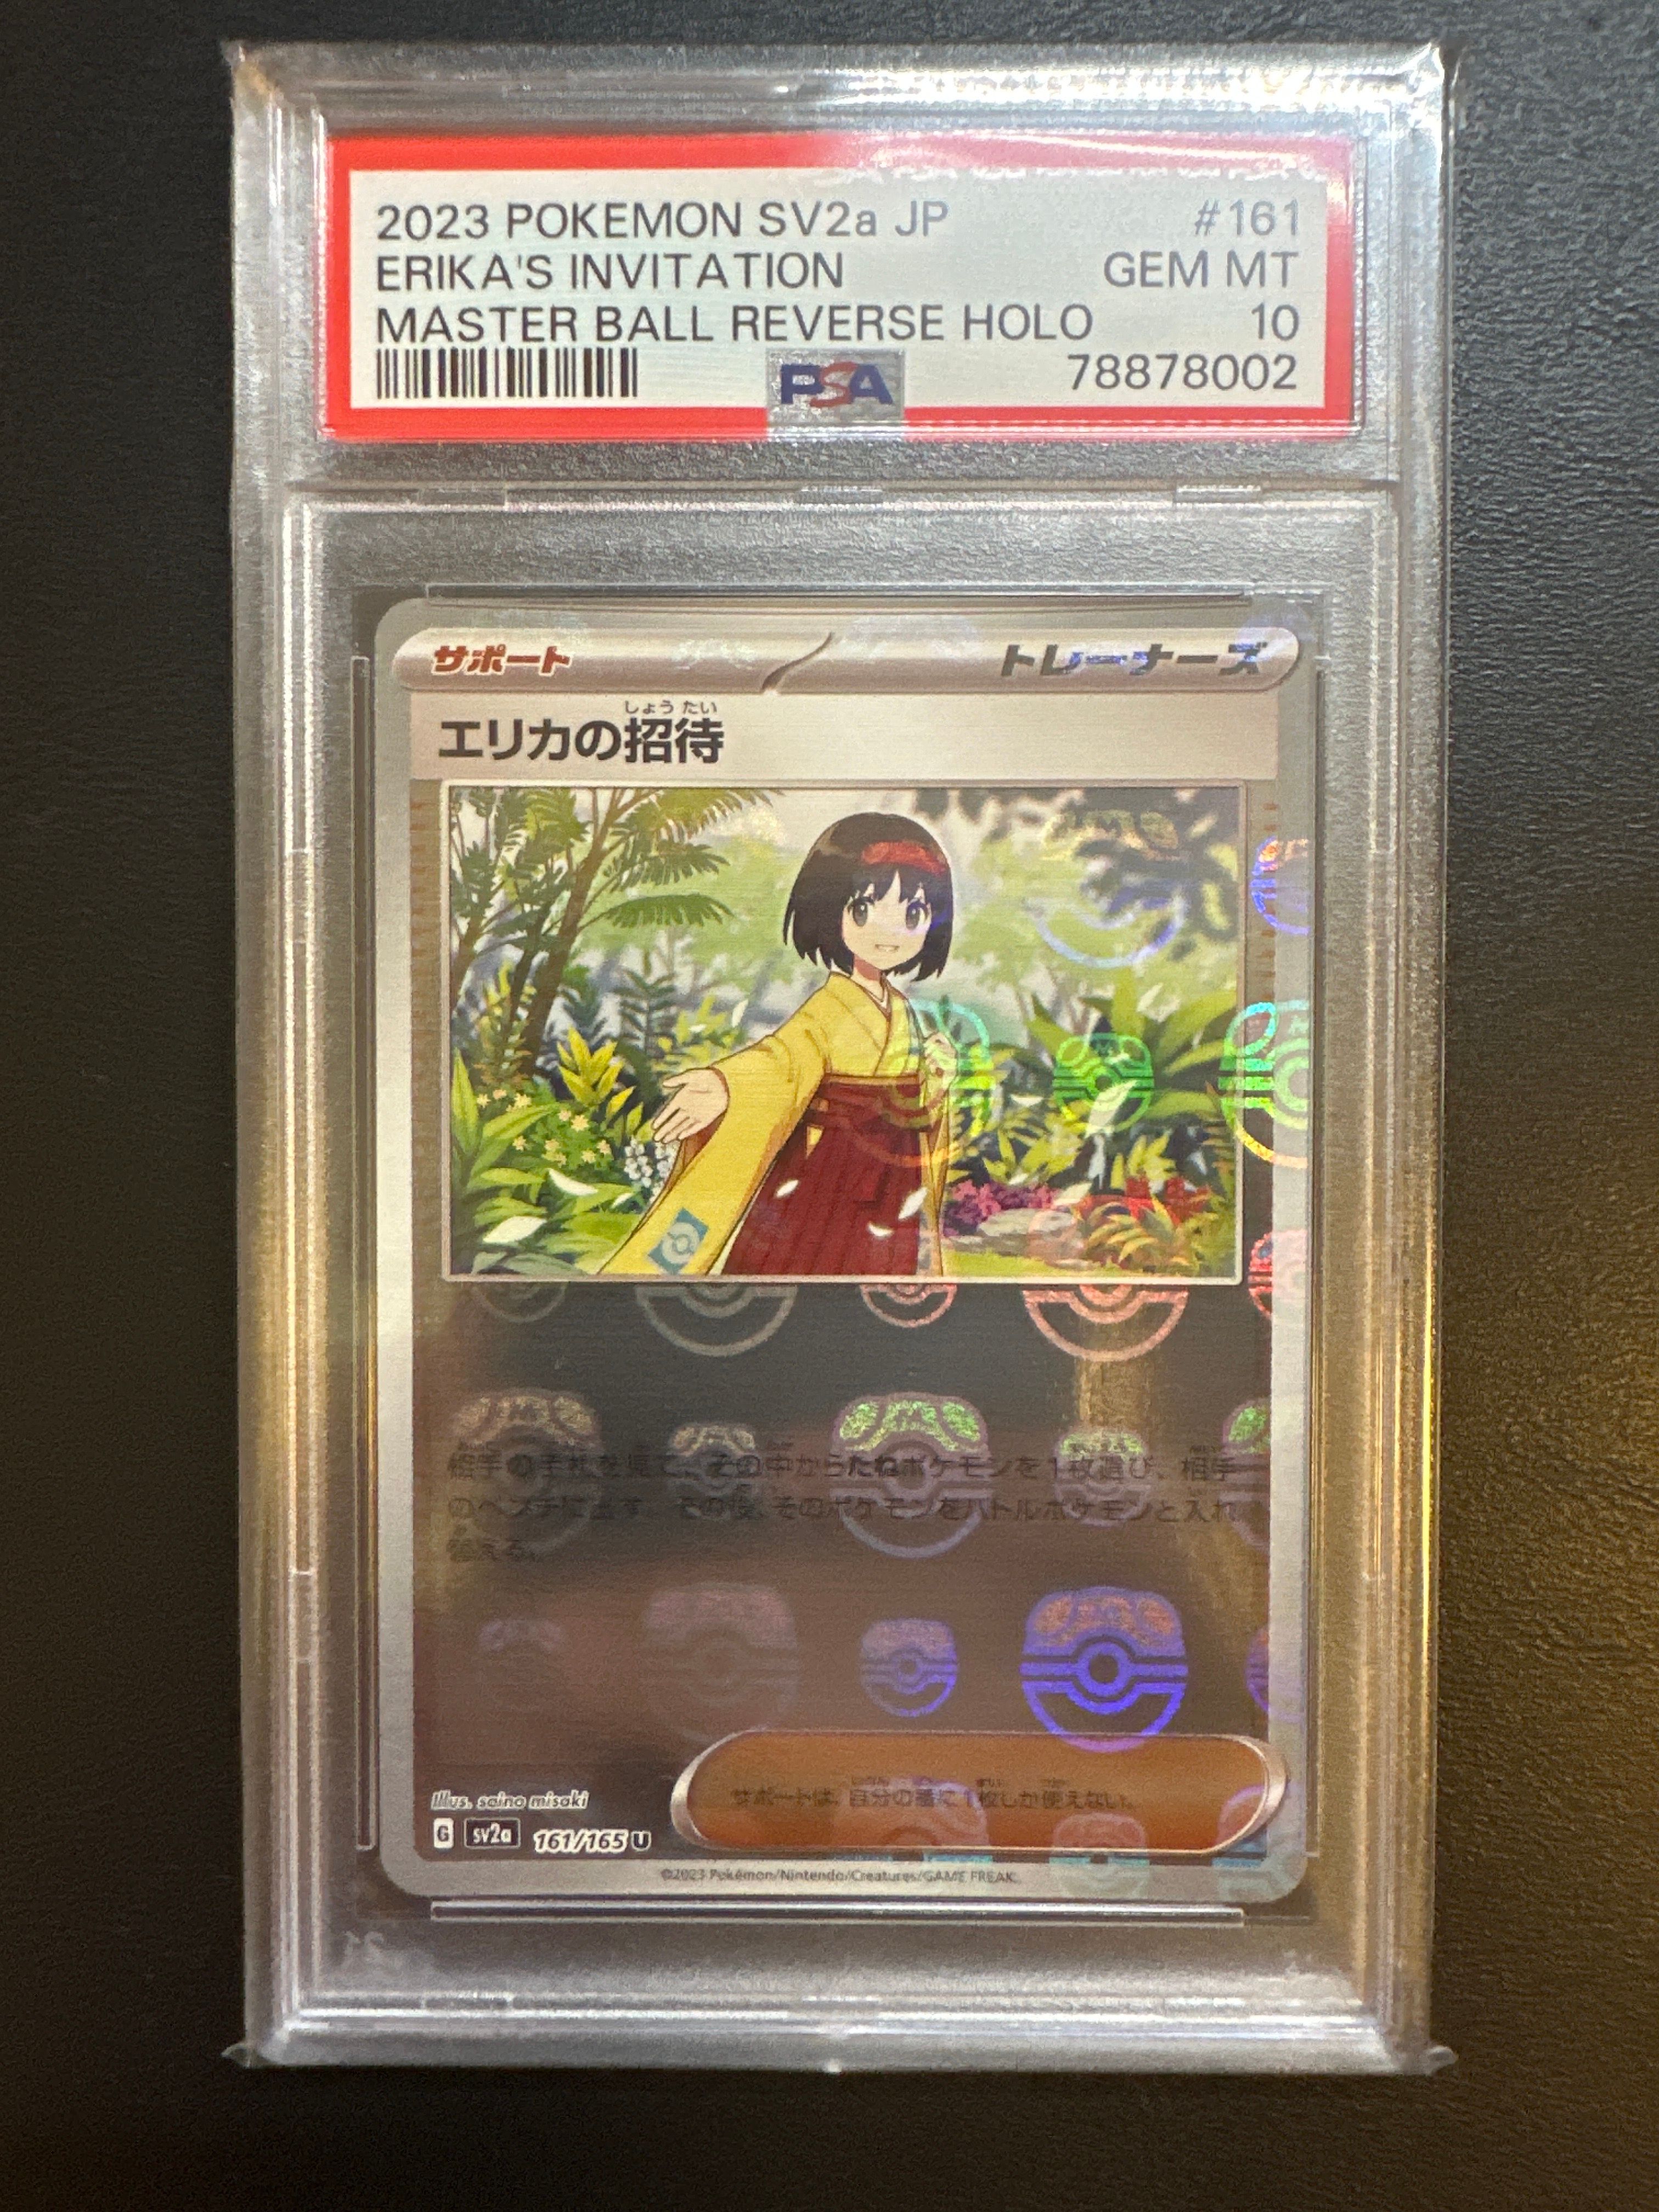 2023 POKEMON SV2a JP #161
ERIKA'S INVITATION GEM MT
MASTER BALL REVERSE HOLO 10
PSA 78878002
サポート トレーナーズ
しょうたい
エリカの招待
相手の手札を見て、その中からたねポケモンを1枚選び、相手
のベンチに出す。その後、そのポケモンをバトルポケモンと入れ
替える。
サポートは、自分の番に1枚しか使えない。
Illus. saino misaki
G sv2a 161/165 U
©2023 Pokémon/Nintendo/Creatures/GAME FREAK.